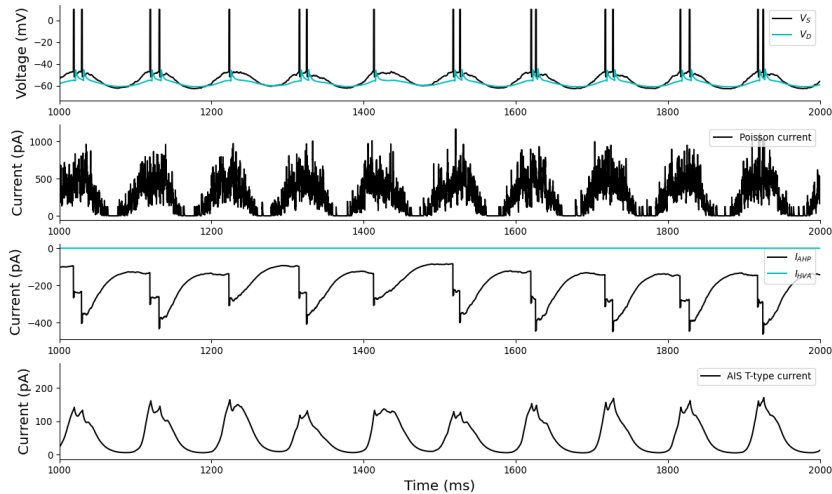 Voltage (mV)
0
−20
−40
−60
V_S
V_D
1000 1200 1400 1600 1800 2000
Current (pA)
1000
500
0
Poisson current
1000 1200 1400 1600 1800 2000
Current (pA)
0
−200
−400
I_AHP
I_HVA
1000 1200 1400 1600 1800 2000
Current (pA)
200
100
0
AIS T-type current
1000 1200 1400 1600 1800 2000
Time (ms)